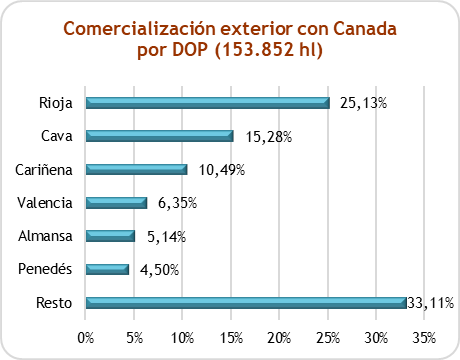 Comercialización exterior con Canada
por DOP (153.852 hl)
Rioja 25,13%
Cava 15,28%
Cariñena 10,49%
Valencia 6,35%
Almansa 5,14%
Penedés 4,50%
Resto 33,11%
0% 5% 10% 15% 20% 25% 30% 35%